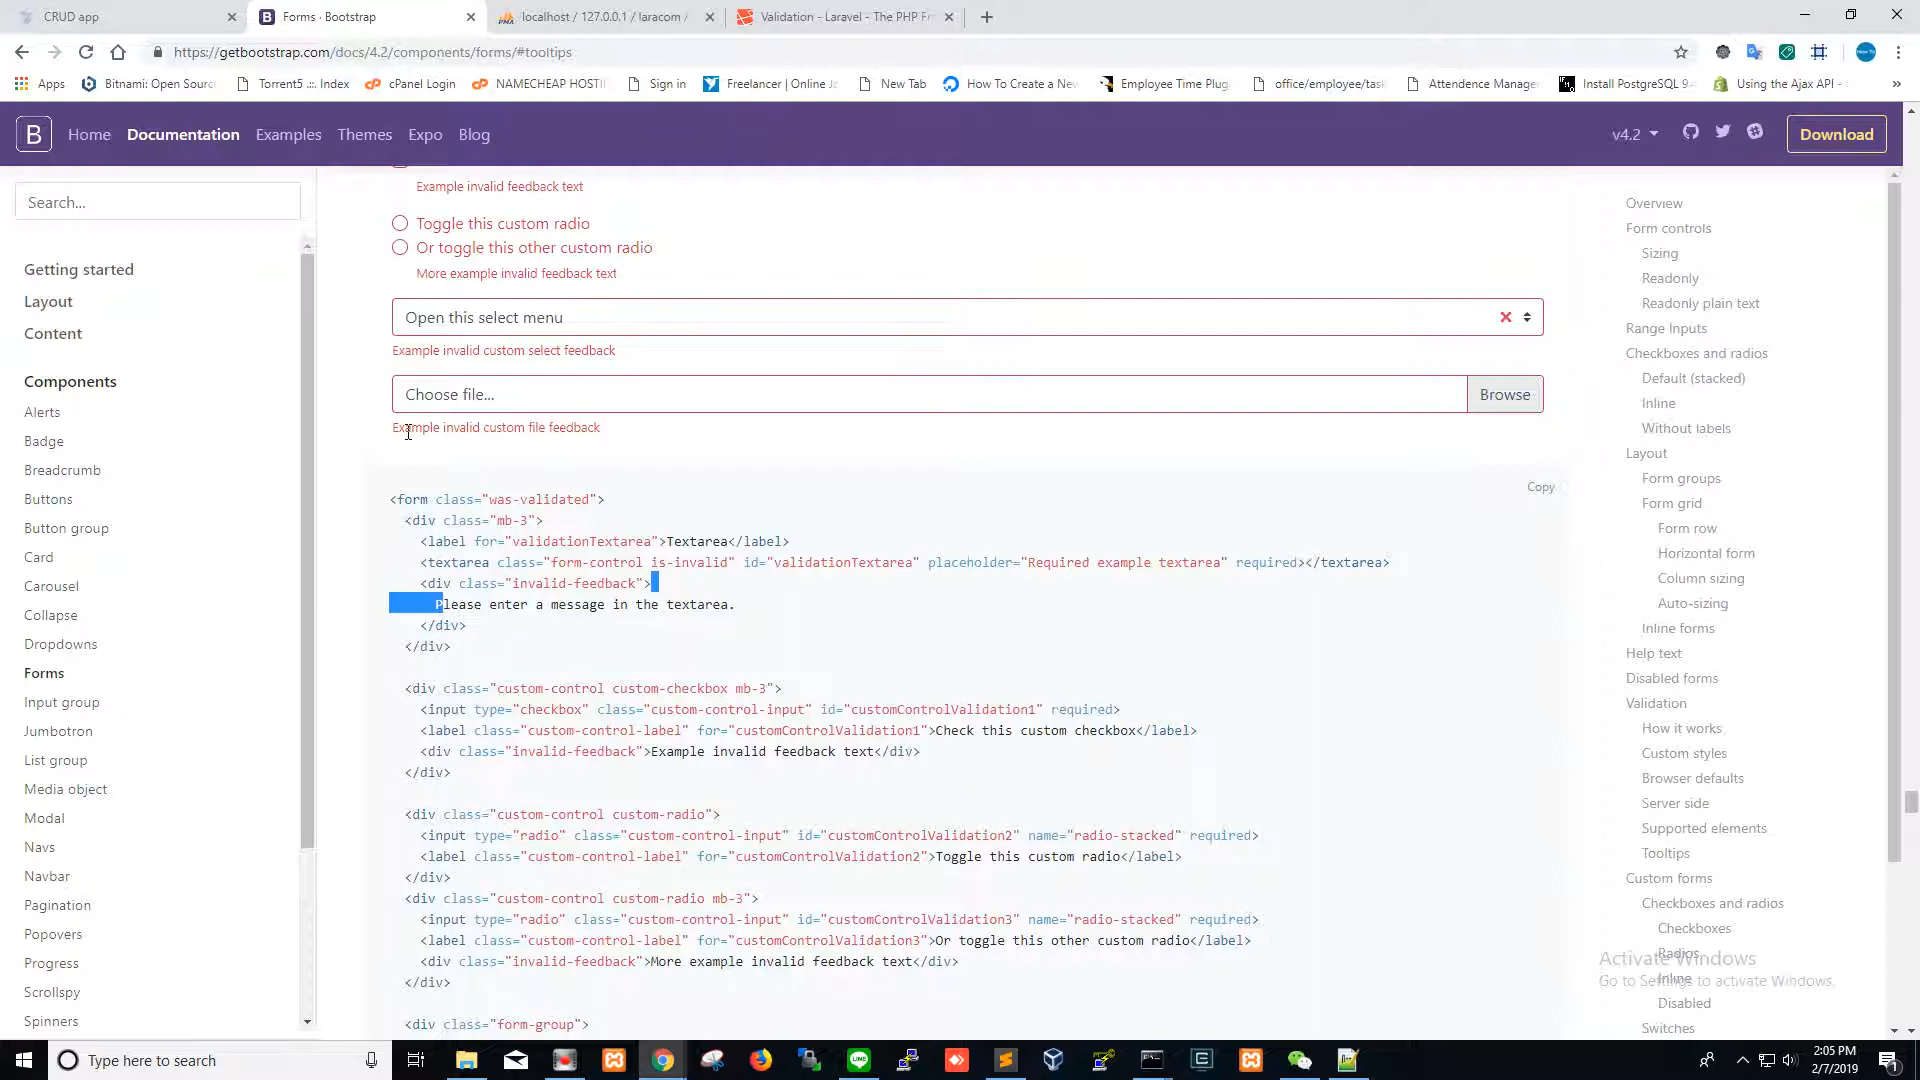 CRUD app
Forms · Bootstrap
localhost / 127.0.0.1 / laracom /
Validation - Laravel - The PHP Fr
https://getbootstrap.com/docs/4.2/components/forms/#tooltips
Apps
Bitnami: Open Source
Torrent5 .::. Index
cPanel Login
NAMECHEAP HOSTI
Sign in
Freelancer | Online Jo
New Tab
How To Create a New
Employee Time Plug
office/employee/task
Attendence Manager
Install PostgreSQL 9.
Using the Ajax API -
»
B
Home
Documentation
Examples
Themes
Expo
Blog
v4.2
Download
Search...
Getting started
Layout
Content
Components
Alerts
Badge
Breadcrumb
Buttons
Button group
Card
Carousel
Collapse
Dropdowns
Forms
Input group
Jumbotron
List group
Media object
Modal
Navs
Navbar
Pagination
Popovers
Progress
Scrollspy
Spinners
Example invalid feedback text
Toggle this custom radio
Or toggle this other custom radio
More example invalid feedback text
Open this select menu
Example invalid custom select feedback
Choose file...
Browse
Example invalid custom file feedback
Copy
<form class="was-validated">
<div class="mb-3">
<label for="validationTextarea">Textarea</label>
<textarea class="form-control is-invalid" id="validationTextarea" placeholder="Required example textarea" required></textarea>
<div class="invalid-feedback">
Please enter a message in the textarea.
</div>
</div>
<div class="custom-control custom-checkbox mb-3">
<input type="checkbox" class="custom-control-input" id="customControlValidation1" required>
<label class="custom-control-label" for="customControlValidation1">Check this custom checkbox</label>
<div class="invalid-feedback">Example invalid feedback text</div>
</div>
<div class="custom-control custom-radio">
<input type="radio" class="custom-control-input" id="customControlValidation2" name="radio-stacked" required>
<label class="custom-control-label" for="customControlValidation2">Toggle this custom radio</label>
</div>
<div class="custom-control custom-radio mb-3">
<input type="radio" class="custom-control-input" id="customControlValidation3" name="radio-stacked" required>
<label class="custom-control-label" for="customControlValidation3">Or toggle this other custom radio</label>
<div class="invalid-feedback">More example invalid feedback text</div>
</div>
<div class="form-group">
Overview
Form controls
Sizing
Readonly
Readonly plain text
Range Inputs
Checkboxes and radios
Default (stacked)
Inline
Without labels
Layout
Form groups
Form grid
Form row
Horizontal form
Column sizing
Auto-sizing
Inline forms
Help text
Disabled forms
Validation
How it works
Custom styles
Browser defaults
Server side
Supported elements
Tooltips
Custom forms
Checkboxes and radios
Checkboxes
Radios
Inline
Disabled
Switches
Activate Windows
Go to Settings to activate Windows.
Type here to search
2:05 PM
2/7/2019
1